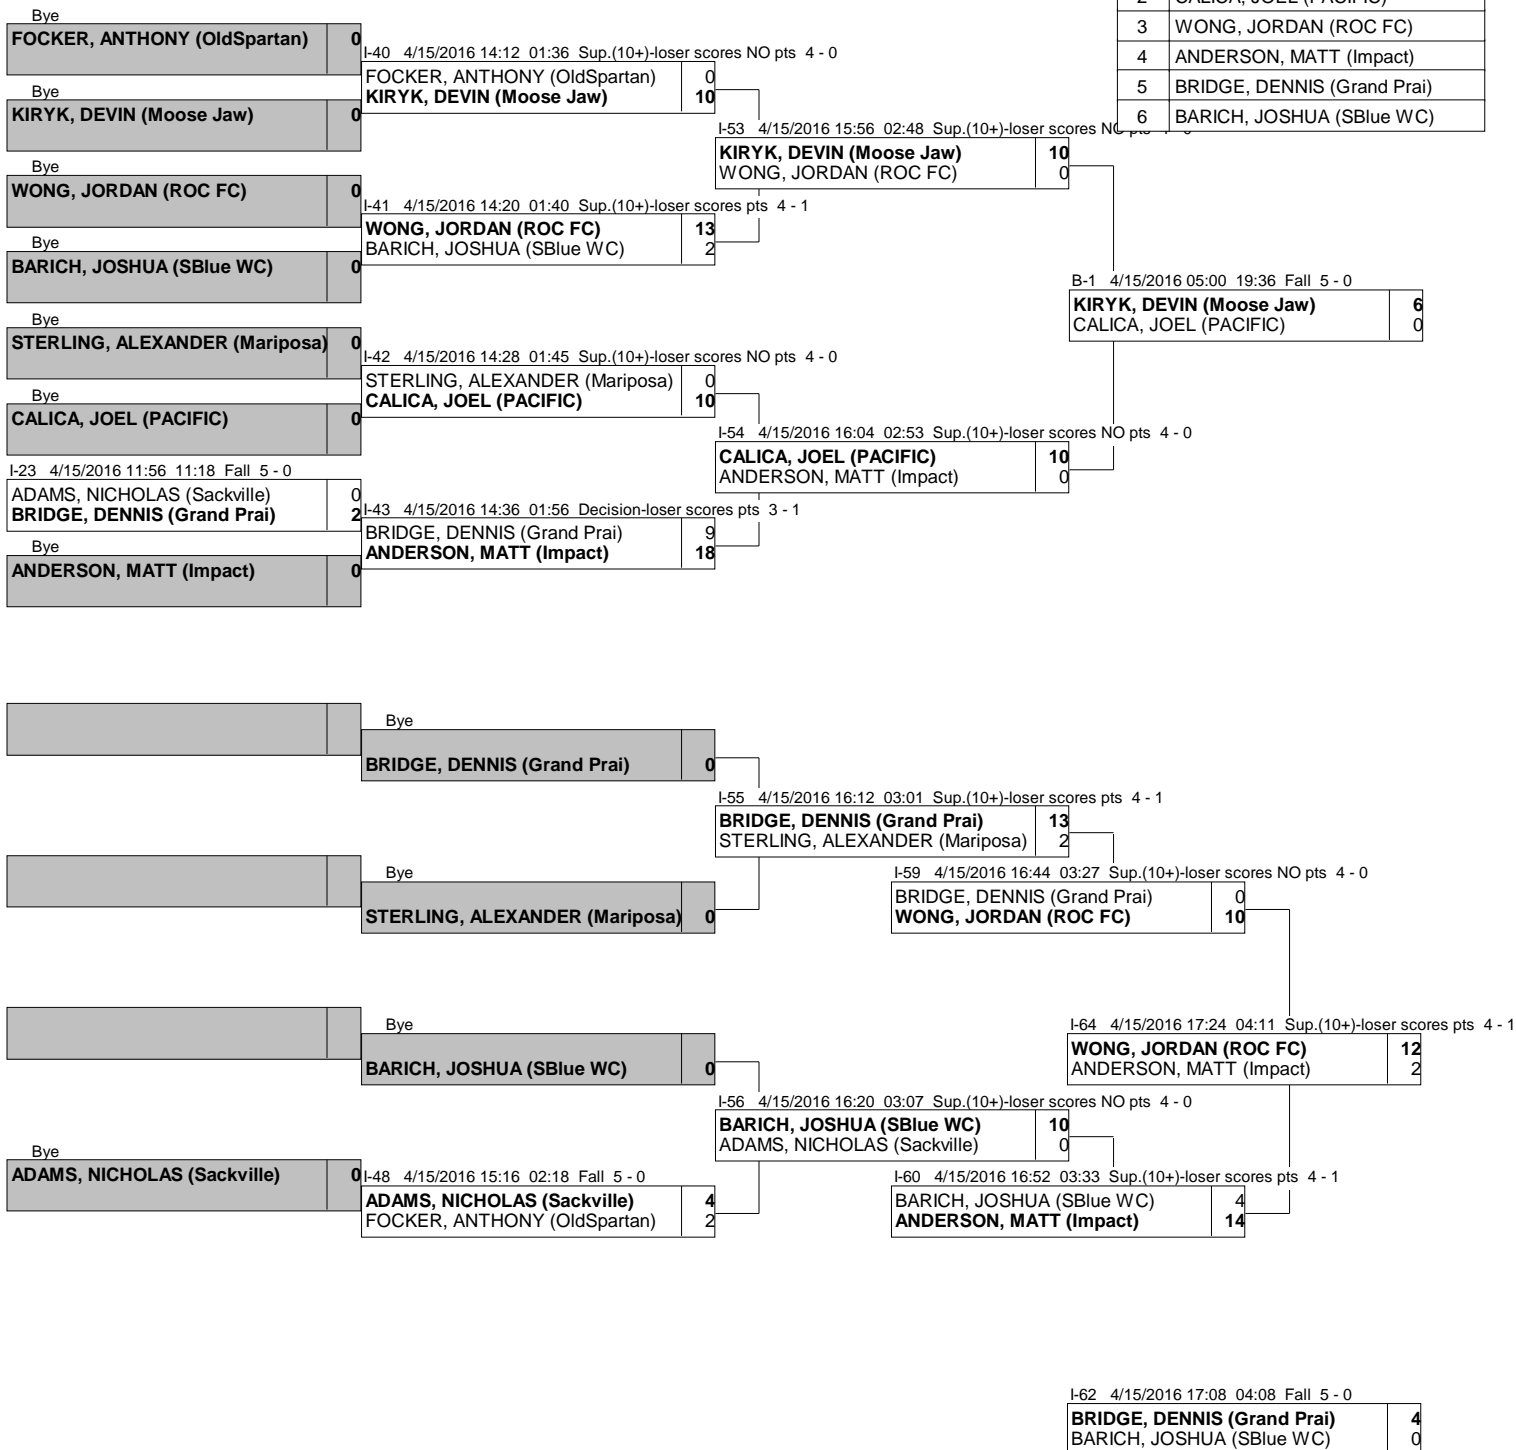 2 CALICA, JOEL (PACIFIC)
3 WONG, JORDAN (ROC FC)
4 ANDERSON, MATT (Impact)
5 BRIDGE, DENNIS (Grand Prai)
6 BARICH, JOSHUA (SBlue WC)
Bye
FOCKER, ANTHONY (OldSpartan) 0
Bye
KIRYK, DEVIN (Moose Jaw) 0
Bye
WONG, JORDAN (ROC FC) 0
Bye
BARICH, JOSHUA (SBlue WC) 0
Bye
STERLING, ALEXANDER (Mariposa) 0
Bye
CALICA, JOEL (PACIFIC) 0
I-23 4/15/2016 11:56 11:18 Fall 5 - 0
ADAMS, NICHOLAS (Sackville) 0
BRIDGE, DENNIS (Grand Prai) 2
Bye
ANDERSON, MATT (Impact) 0
I-40 4/15/2016 14:12 01:36 Sup.(10+)-loser scores NO pts 4 - 0
FOCKER, ANTHONY (OldSpartan) 0
KIRYK, DEVIN (Moose Jaw) 10
I-41 4/15/2016 14:20 01:40 Sup.(10+)-loser scores pts 4 - 1
WONG, JORDAN (ROC FC) 13
BARICH, JOSHUA (SBlue WC) 2
I-42 4/15/2016 14:28 01:45 Sup.(10+)-loser scores NO pts 4 - 0
STERLING, ALEXANDER (Mariposa) 0
CALICA, JOEL (PACIFIC) 10
I-43 4/15/2016 14:36 01:56 Decision-loser scores pts 3 - 1
BRIDGE, DENNIS (Grand Prai) 9
ANDERSON, MATT (Impact) 18
I-53 4/15/2016 15:56 02:48 Sup.(10+)-loser scores NO
KIRYK, DEVIN (Moose Jaw) 10
WONG, JORDAN (ROC FC) 0
I-54 4/15/2016 16:04 02:53 Sup.(10+)-loser scores NO pts 4 - 0
CALICA, JOEL (PACIFIC) 10
ANDERSON, MATT (Impact) 0
B-1 4/15/2016 05:00 19:36 Fall 5 - 0
KIRYK, DEVIN (Moose Jaw) 6
CALICA, JOEL (PACIFIC) 0
Bye
BRIDGE, DENNIS (Grand Prai) 0
Bye
STERLING, ALEXANDER (Mariposa) 0
Bye
BARICH, JOSHUA (SBlue WC) 0
Bye
ADAMS, NICHOLAS (Sackville) 0
I-48 4/15/2016 15:16 02:18 Fall 5 - 0
ADAMS, NICHOLAS (Sackville) 4
FOCKER, ANTHONY (OldSpartan) 2
I-55 4/15/2016 16:12 03:01 Sup.(10+)-loser scores pts 4 - 1
BRIDGE, DENNIS (Grand Prai) 13
STERLING, ALEXANDER (Mariposa) 2
I-56 4/15/2016 16:20 03:07 Sup.(10+)-loser scores NO pts 4 - 0
BARICH, JOSHUA (SBlue WC) 10
ADAMS, NICHOLAS (Sackville) 0
I-59 4/15/2016 16:44 03:27 Sup.(10+)-loser scores NO pts 4 - 0
BRIDGE, DENNIS (Grand Prai) 0
WONG, JORDAN (ROC FC) 10
I-60 4/15/2016 16:52 03:33 Sup.(10+)-loser scores pts 4 - 1
BARICH, JOSHUA (SBlue WC) 4
ANDERSON, MATT (Impact) 14
I-64 4/15/2016 17:24 04:11 Sup.(10+)-loser scores pts 4 - 1
WONG, JORDAN (ROC FC) 12
ANDERSON, MATT (Impact) 2
I-62 4/15/2016 17:08 04:08 Fall 5 - 0
BRIDGE, DENNIS (Grand Prai) 4
BARICH, JOSHUA (SBlue WC) 0